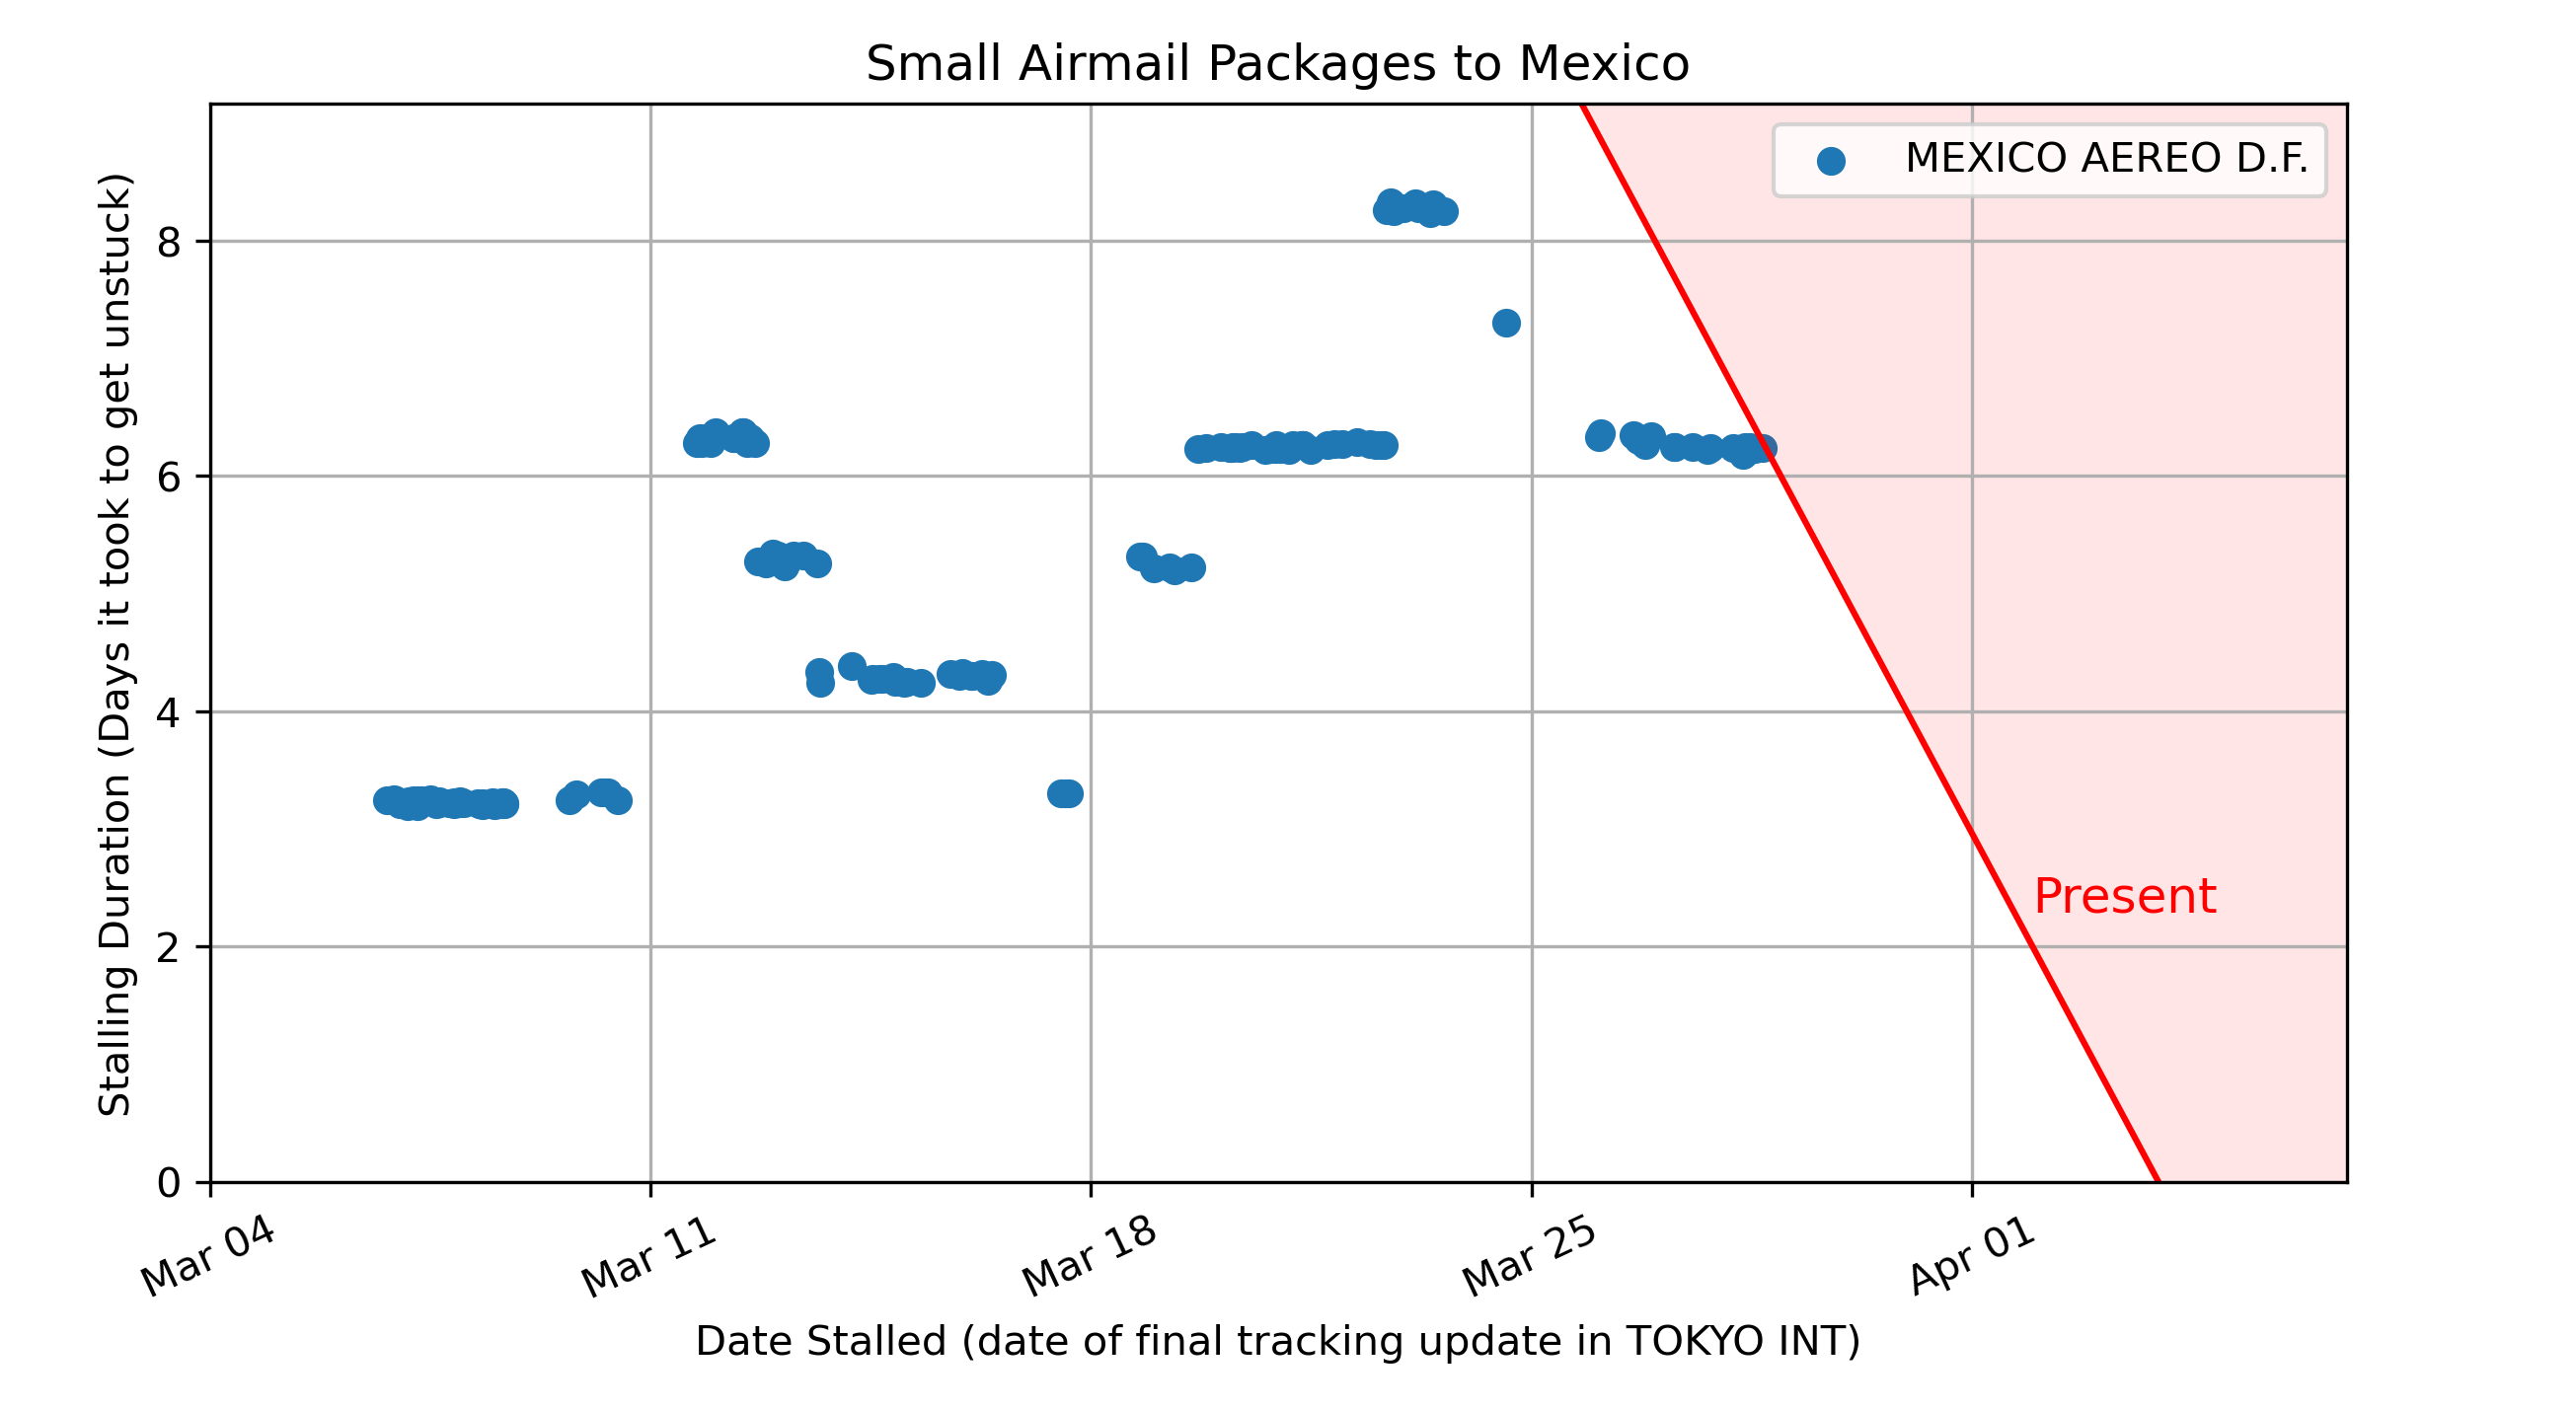 Small Airmail Packages to Mexico
MEXICO AEREO D.F.
Stalling Duration (Days it took to get unstuck)
8
6
4
2
0
Present
Mar 04
Mar 11
Mar 18
Mar 25
Apr 01
Date Stalled (date of final tracking update in TOKYO INT)